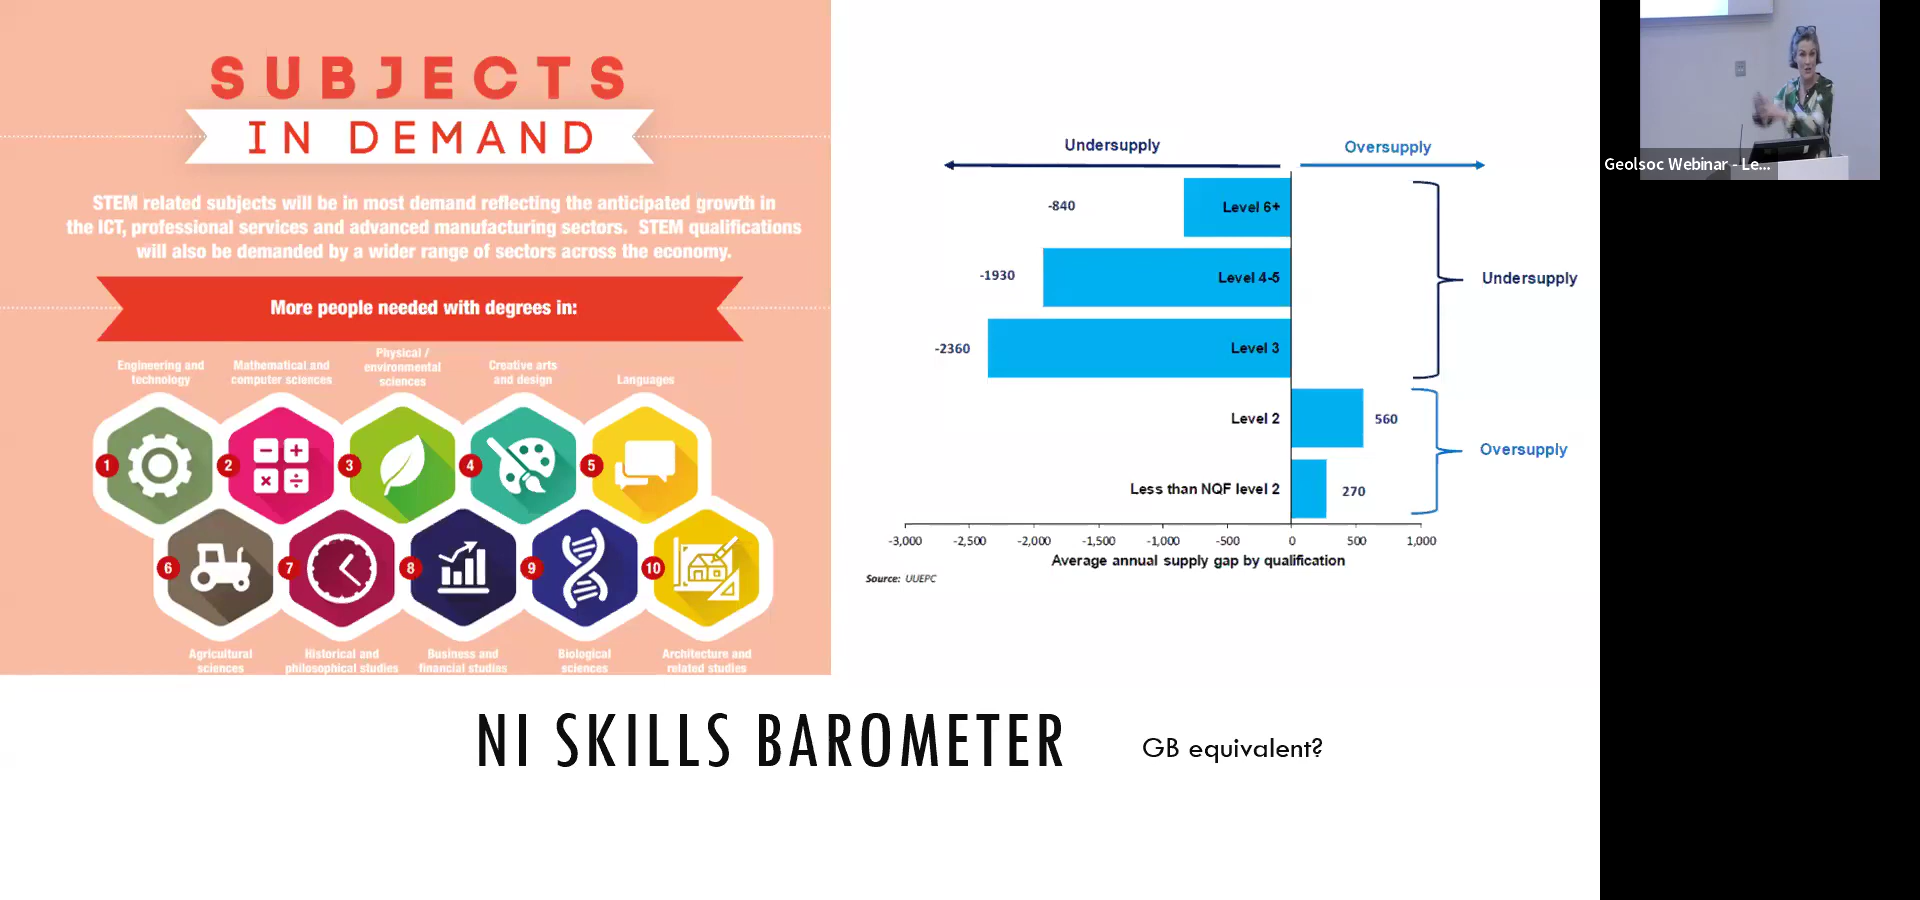 SUBJECTS
IN DEMAND
STEM related subjects will be in most demand reflecting the anticipated growth in
the ICT, professional services and advanced manufacturing sectors. STEM qualifications
will also be demanded by a wider range of sectors across the economy.
More people needed with degrees in:
Engineering and
technology
Mathematical and
computer sciences
Physical /
environmental
sciences
Creative arts
and design
Languages
1
2
3
4
5
6
7
8
9
10
Agricultural
sciences
Historical and
philosophical studies
Business and
financial studies
Biological
sciences
Architecture and
related studies
Undersupply
Oversupply
-840
Level 6+
-1930
Level 4-5
-2360
Level 3
Level 2
560
Less than NQF level 2
270
Undersupply
Oversupply
-3,000 -2,500 -2,000 -1,500 -1,000 -500 0 500 1,000
Average annual supply gap by qualification
Source: UUEPC
NI SKILLS BAROMETER
GB equivalent?
Geolsoc Webinar - Le...